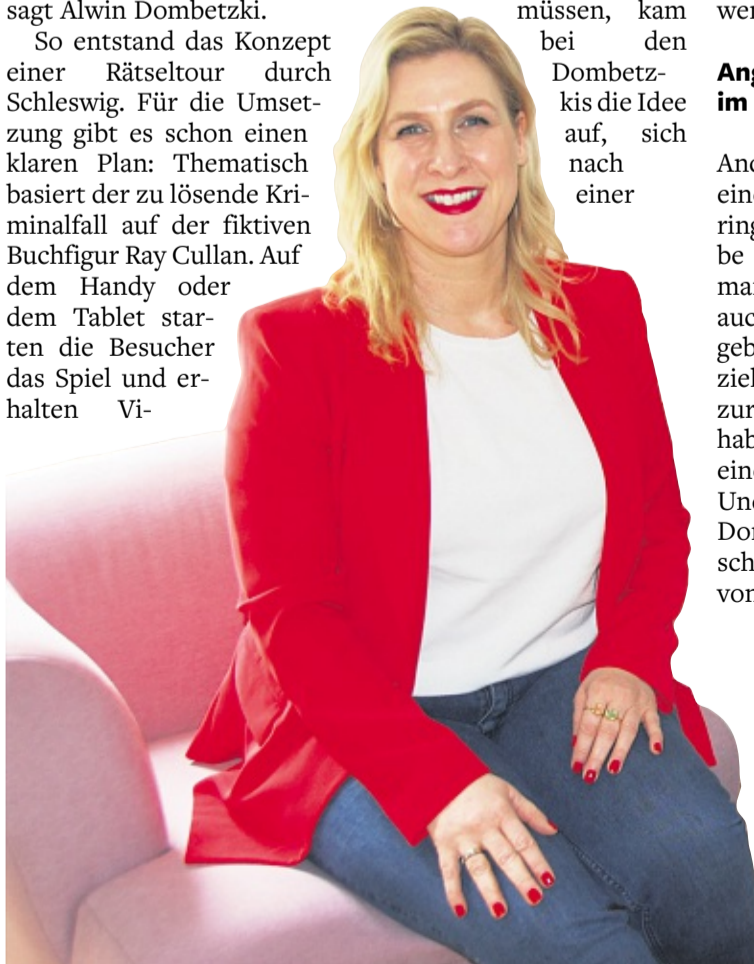 sagt Alwin Dombetzki.
So entstand das Konzept
einer Rätseltour durch
Schleswig. Für die Umset-
zung gibt es schon einen
klaren Plan: Thematisch
basiert der zu lösende Kri-
minalfall auf der fiktiven
Buchfigur Ray Cullan. Auf
dem Handy oder
dem Tablet star-
ten die Besucher
das Spiel und er-
halten Vi-
müssen, kam
bei den
Dombetz-
kis die Idee
auf, sich
nach
einer